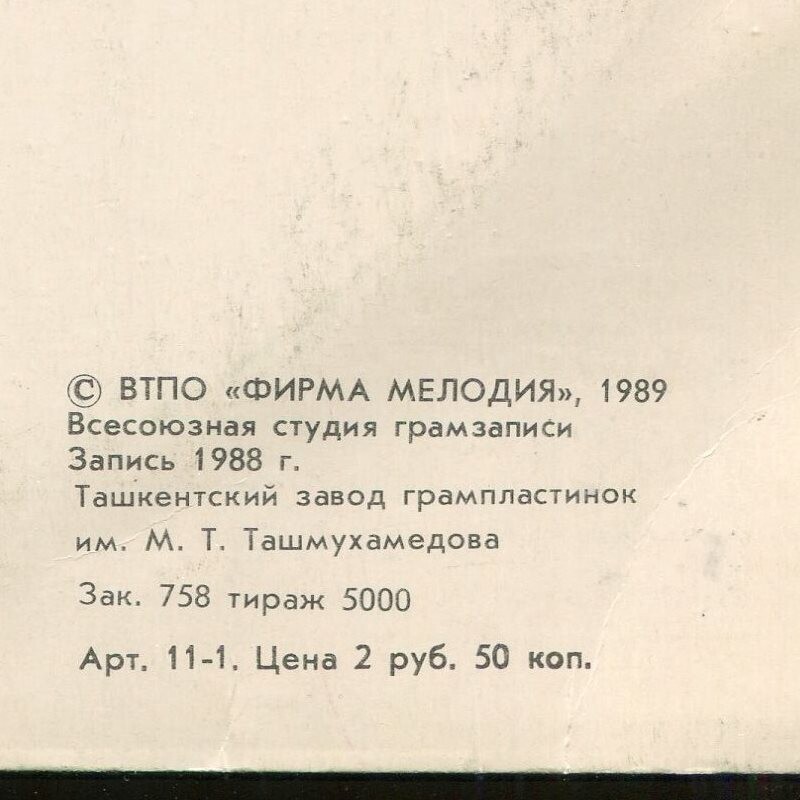 © ВТПО «ФИРМА МЕЛОДИЯ», 1989
Всесоюзная студия грамзаписи
Запись 1988 г.
Ташкентский завод грампластинок
им. М. Т. Ташмухамедова
Зак. 758 тираж 5000
Арт. 11-1. Цена 2 руб. 50 коп.